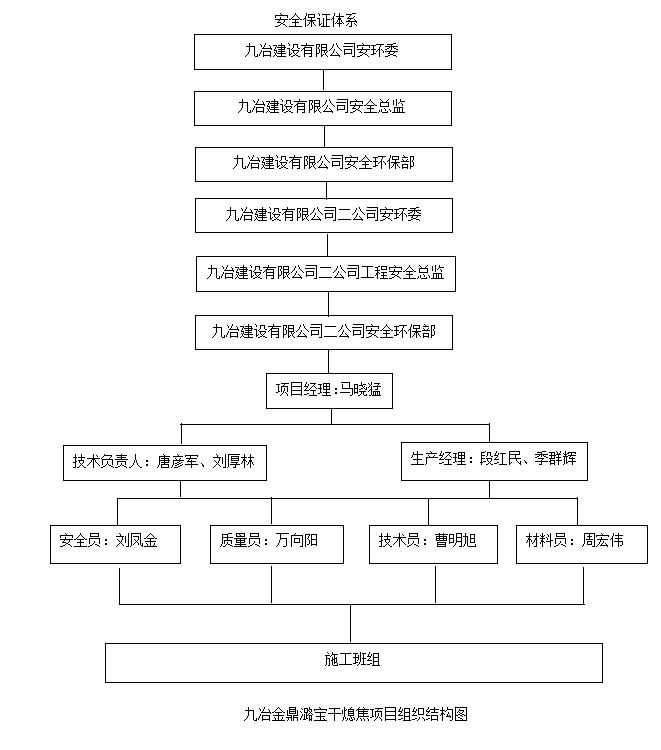 安全保证体系
九冶建设有限公司安环委
九冶建设有限公司安全总监
九冶建设有限公司安全环保部
九冶建设有限公司二公司安环委
九冶建设有限公司二公司工程安全总监
九冶建设有限公司二公司安全环保部
项目经理:马晓猛
技术负责人：唐彦军、刘厚林
生产经理：段红民、季群辉
安全员：刘凤金
质量员：万向阳
技术员：曹明旭
材料员：周宏伟
施工班组
九冶金鼎潞宝干熄焦项目组织结构图